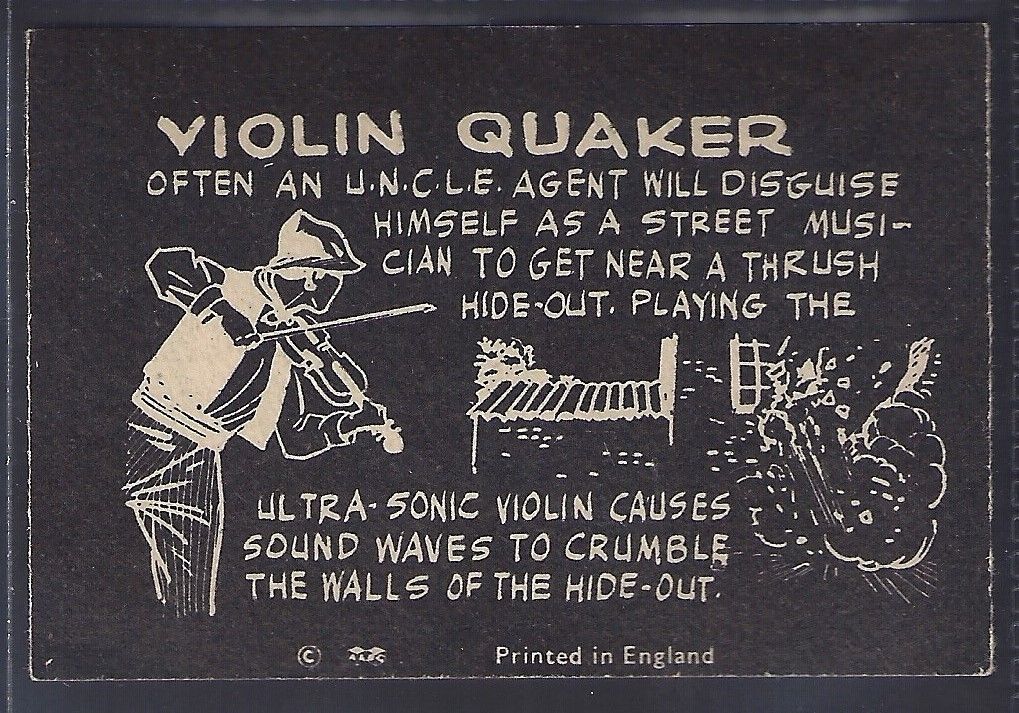 VIOLIN QUAKER
OFTEN AN U.N.C.L.E. AGENT WILL DISGUISE
HIMSELF AS A STREET MUSI-
CIAN TO GET NEAR A THRUSH
HIDE-OUT. PLAYING THE
ULTRA-SONIC VIOLIN CAUSES
SOUND WAVES TO CRUMBLE
THE WALLS OF THE HIDE-OUT.
© A&BC Printed in England